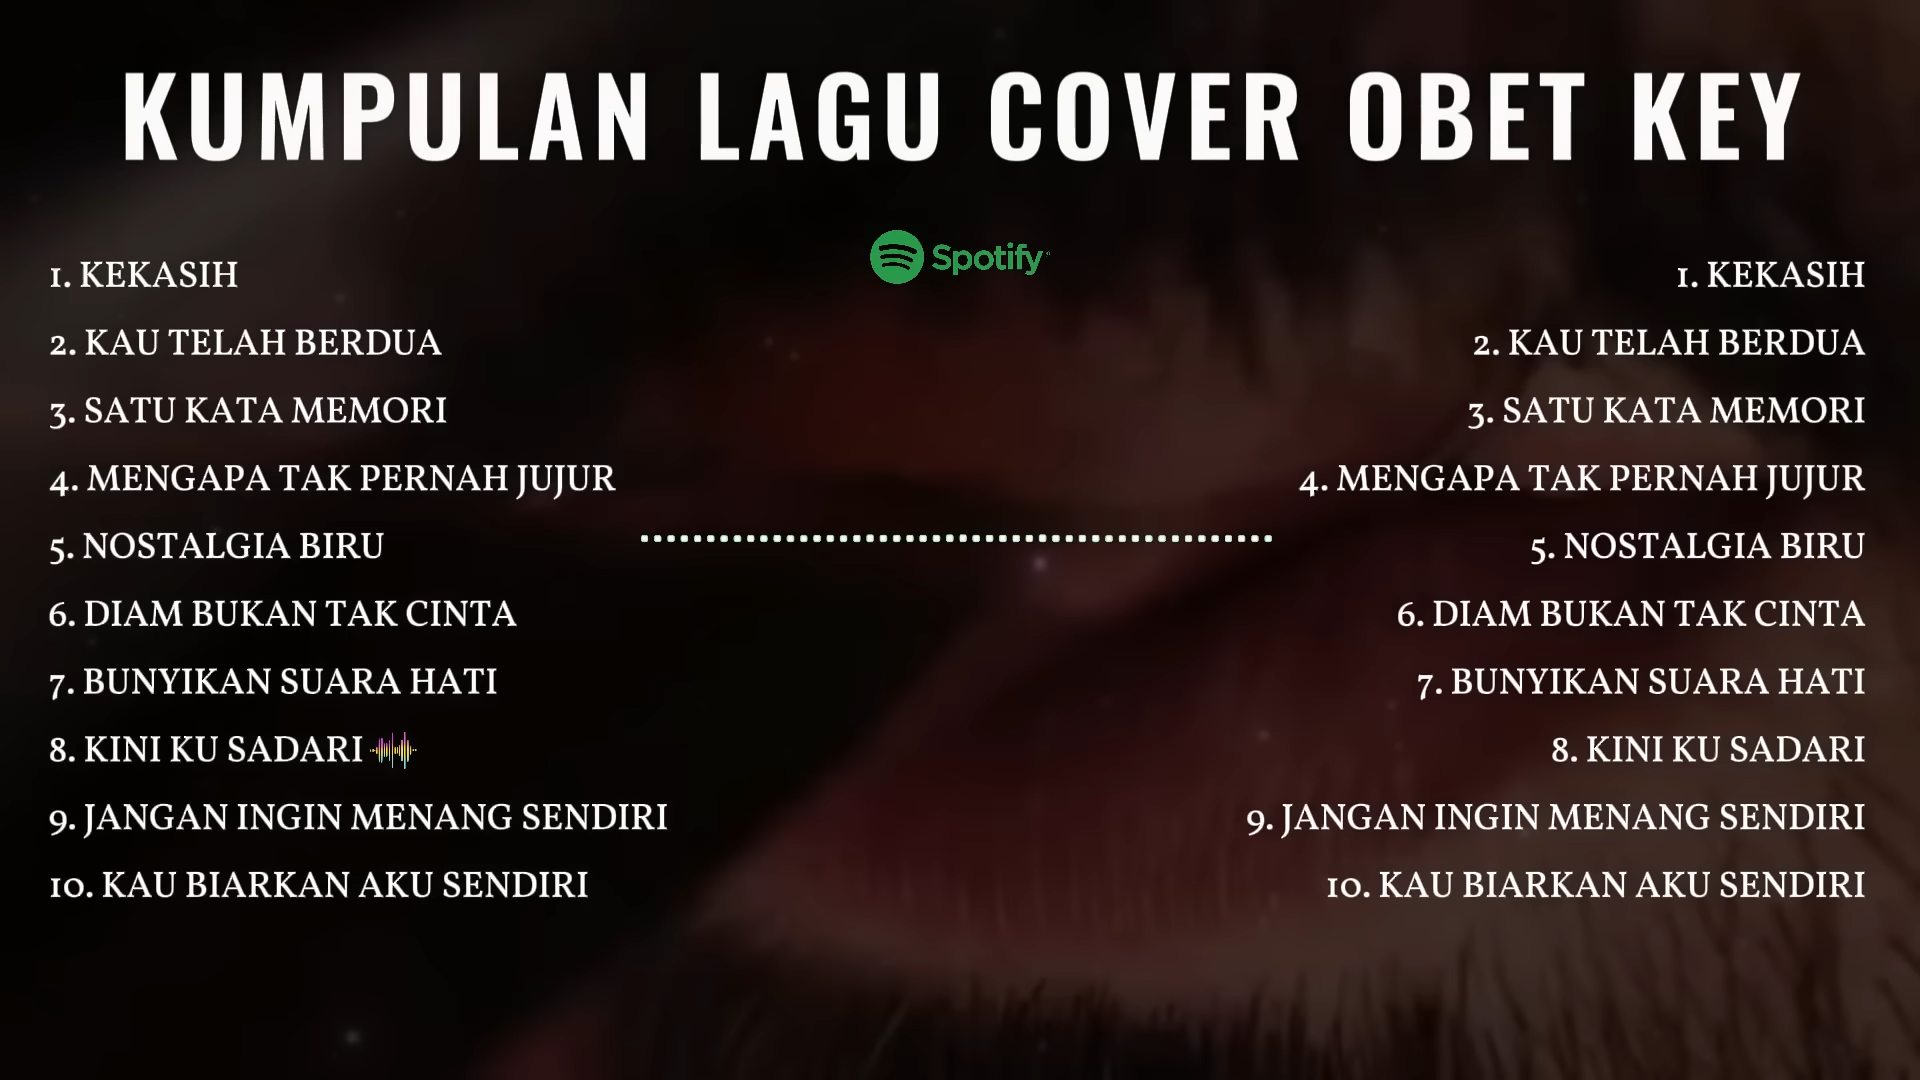 KUMPULAN LAGU COVER OBET KEY
Spotify
1. KEKASIH
2. KAU TELAH BERDUA
3. SATU KATA MEMORI
4. MENGAPA TAK PERNAH JUJUR
5. NOSTALGIA BIRU
6. DIAM BUKAN TAK CINTA
7. BUNYIKAN SUARA HATI
8. KINI KU SADARI
9. JANGAN INGIN MENANG SENDIRI
10. KAU BIARKAN AKU SENDIRI
1. KEKASIH
2. KAU TELAH BERDUA
3. SATU KATA MEMORI
4. MENGAPA TAK PERNAH JUJUR
5. NOSTALGIA BIRU
6. DIAM BUKAN TAK CINTA
7. BUNYIKAN SUARA HATI
8. KINI KU SADARI
9. JANGAN INGIN MENANG SENDIRI
10. KAU BIARKAN AKU SENDIRI